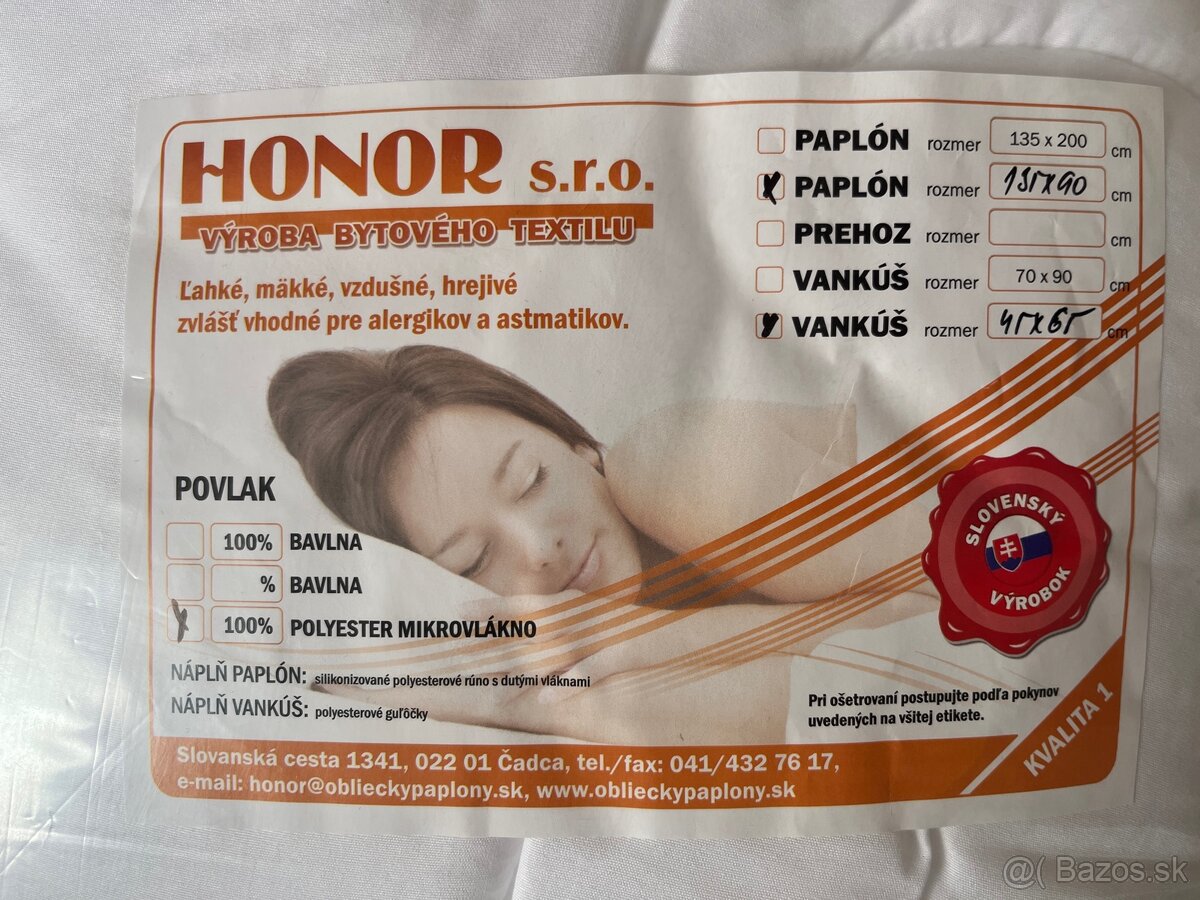 HONOR s.r.o.
VÝROBA BYTOVÉHO TEXTILU
Ľahké, mäkké, vzdušné, hrejivé
zvlášť vhodné pre alergikov a astmatikov.
PAPLÓN rozmer 135 x 200 cm
PAPLÓN rozmer 135x90 cm
PREHOZ rozmer cm
VANKÚŠ rozmer 70 x 90 cm
VANKÚŠ rozmer 45x65 cm
POVLAK
100% BAVLNA
% BAVLNA
100% POLYESTER MIKROVLÁKNO
NÁPLŇ PAPLÓN: silikonizované polyesterové rúno s dutými vláknami
NÁPLŇ VANKÚŠ: polyesterové guľôčky
SLOVENSKÝ
VÝROBOK
Pri ošetrovaní postupujte podľa pokynov
uvedených na všitej etikete.
KVALITA 1
Slovanská cesta 1341, 022 01 Čadca, tel./fax: 041/432 76 17,
e-mail: honor@oblieckypaplony.sk, www.oblieckypaplony.sk
@( Bazos.sk